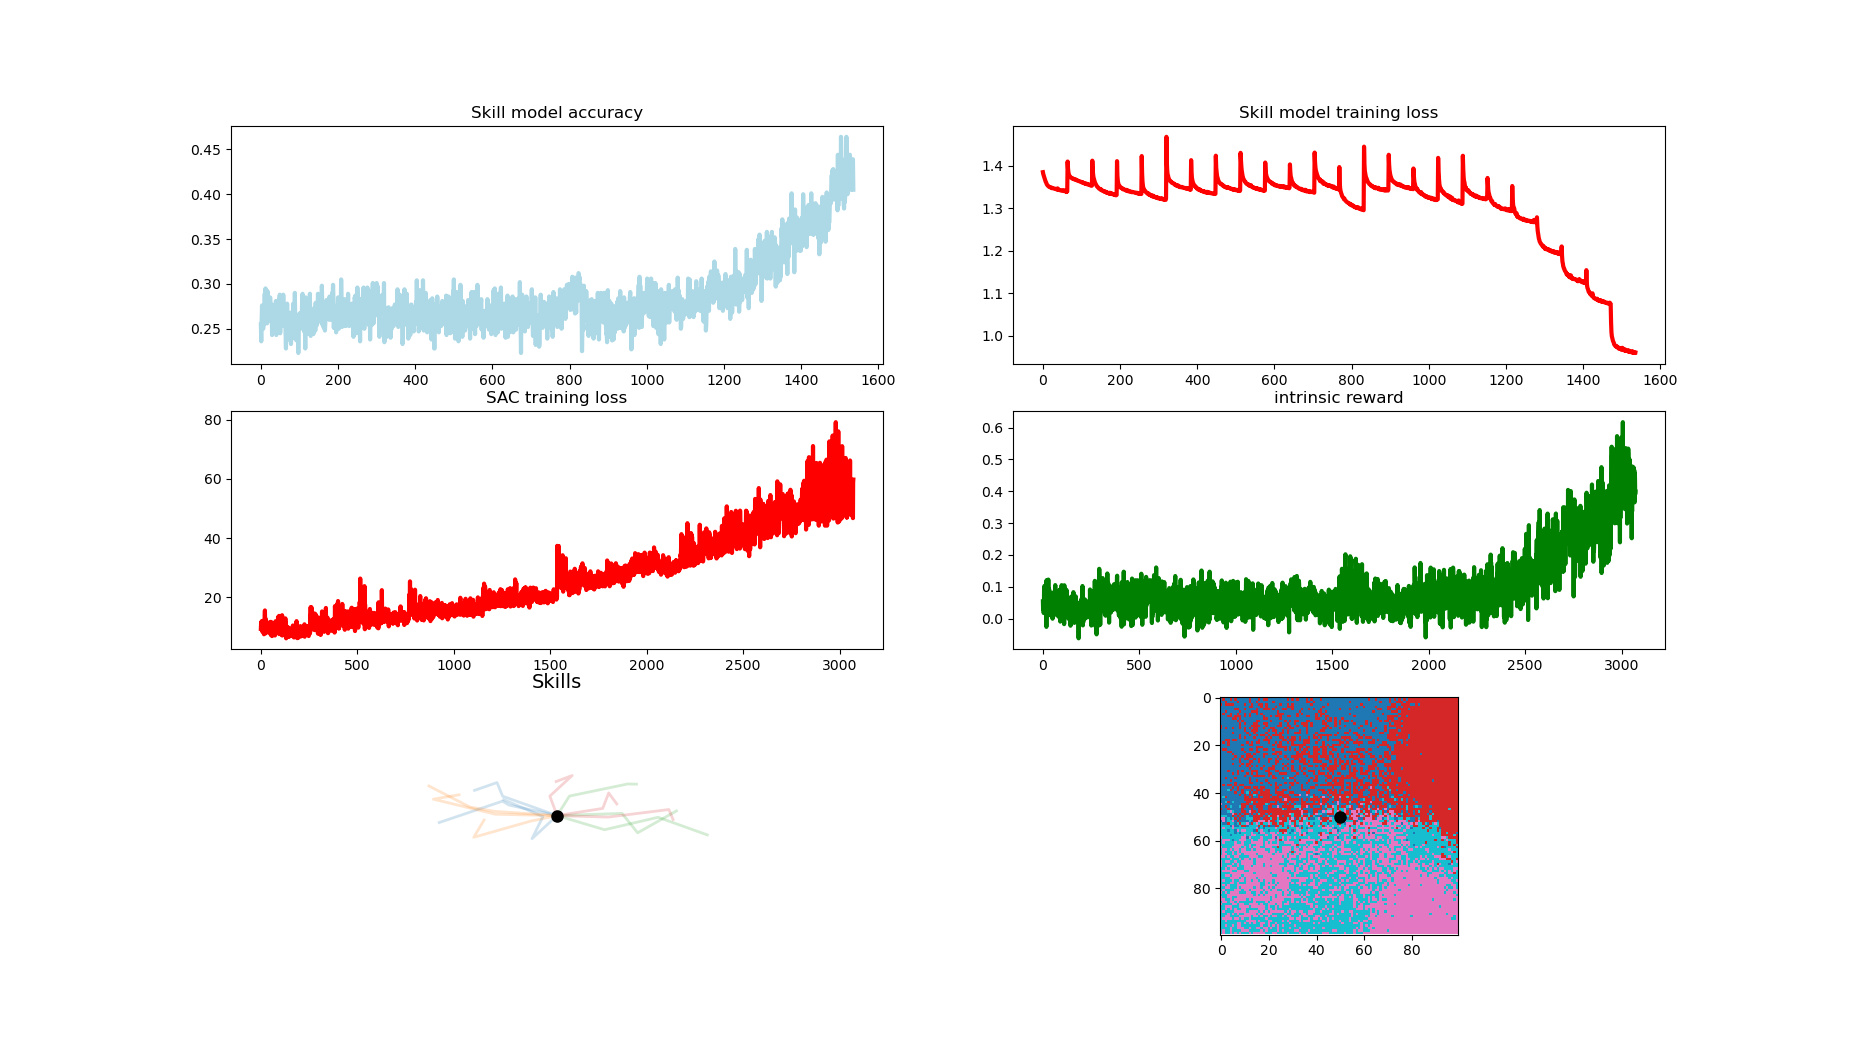 Skill model accuracy
0.45
0.40
0.35
0.30
0.25
0 200 400 600 800 1000 1200 1400 1600
Skill model training loss
1.4
1.3
1.2
1.1
1.0
0 200 400 600 800 1000 1200 1400 1600
SAC training loss
80
60
40
20
0 500 1000 1500 2000 2500 3000
intrinsic reward
0.6
0.5
0.4
0.3
0.2
0.1
0.0
0 500 1000 1500 2000 2500 3000
Skills
0
20
40
60
80
0 20 40 60 80